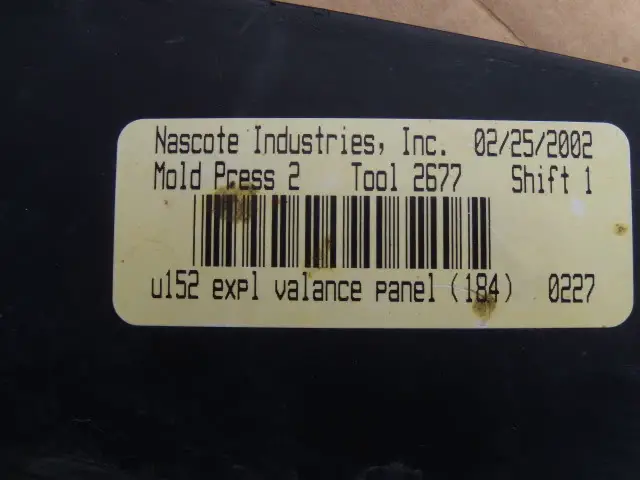 Nascote Industries, Inc. 02/25/2002
Mold Press 2 Tool 2677 Shift 1
u152 expl valance panel (184) 0227